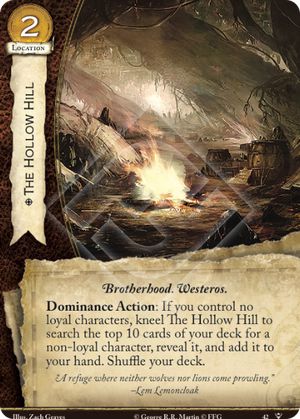 2
LOCATION
THE HOLLOW HILL
Brotherhood. Westeros.
Dominance Action: If you control no
loyal characters, kneel The Hollow Hill to
search the top 10 cards of your deck for a
non-loyal character, reveal it, and add it to
your hand. Shuffle your deck.
"A refuge where neither wolves nor lions come prowling."
–Lem Lemoncloak
Illus. Zach Graves
© George R.R. Martin © FFG
42